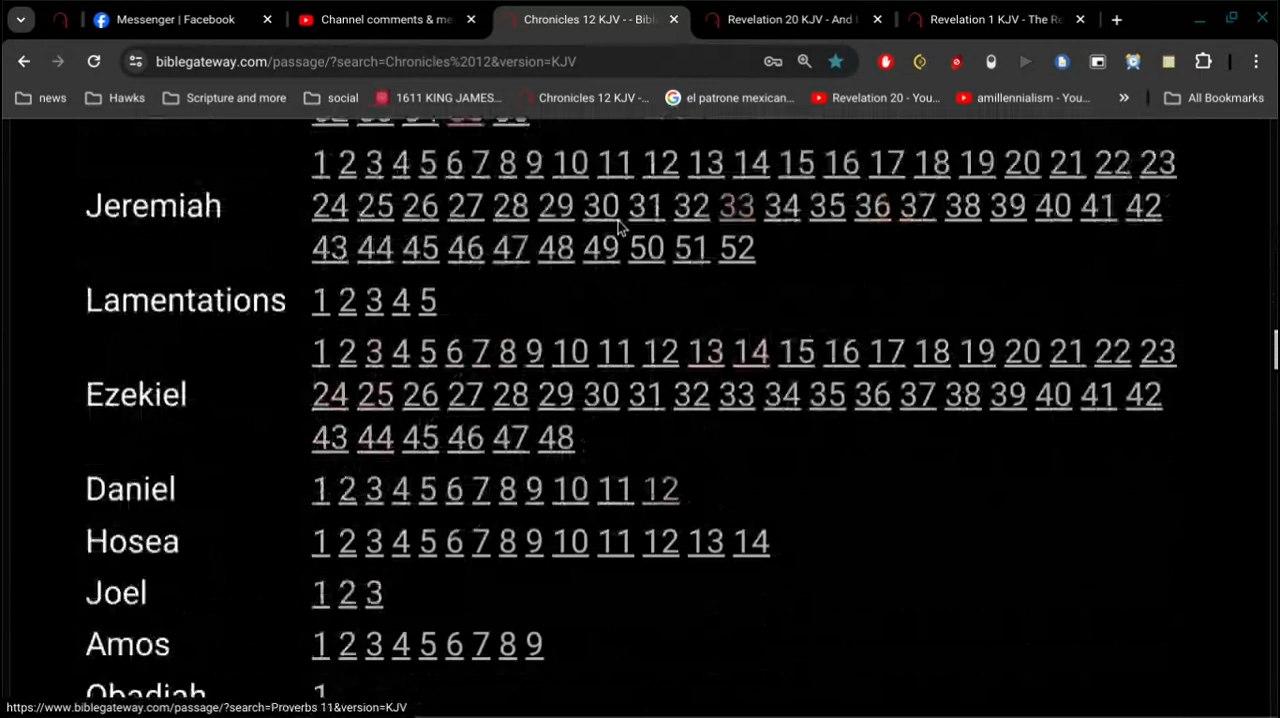 Messenger | Facebook
Channel comments & me
Chronicles 12 KJV - - Bibl
Revelation 20 KJV - And I
Revelation 1 KJV - The Re
biblegateway.com/passage/?search=Chronicles%2012&version=KJV
news
Hawks
Scripture and more
social
1611 KING JAMES...
Chronicles 12 KJV -...
el patrone mexican...
Revelation 20 - You...
amillennialism - You...
All Bookmarks
1 2 3 4 5 6 7 8 9 10 11 12 13 14 15 16 17 18 19 20 21 22 23
Jeremiah 24 25 26 27 28 29 30 31 32 33 34 35 36 37 38 39 40 41 42
43 44 45 46 47 48 49 50 51 52
Lamentations 1 2 3 4 5
1 2 3 4 5 6 7 8 9 10 11 12 13 14 15 16 17 18 19 20 21 22 23
Ezekiel 24 25 26 27 28 29 30 31 32 33 34 35 36 37 38 39 40 41 42
43 44 45 46 47 48
Daniel 1 2 3 4 5 6 7 8 9 10 11 12
Hosea 1 2 3 4 5 6 7 8 9 10 11 12 13 14
Joel 1 2 3
Amos 1 2 3 4 5 6 7 8 9
Obadiah 1
https://www.biblegateway.com/passage/?search=Proverbs 11&version=KJV